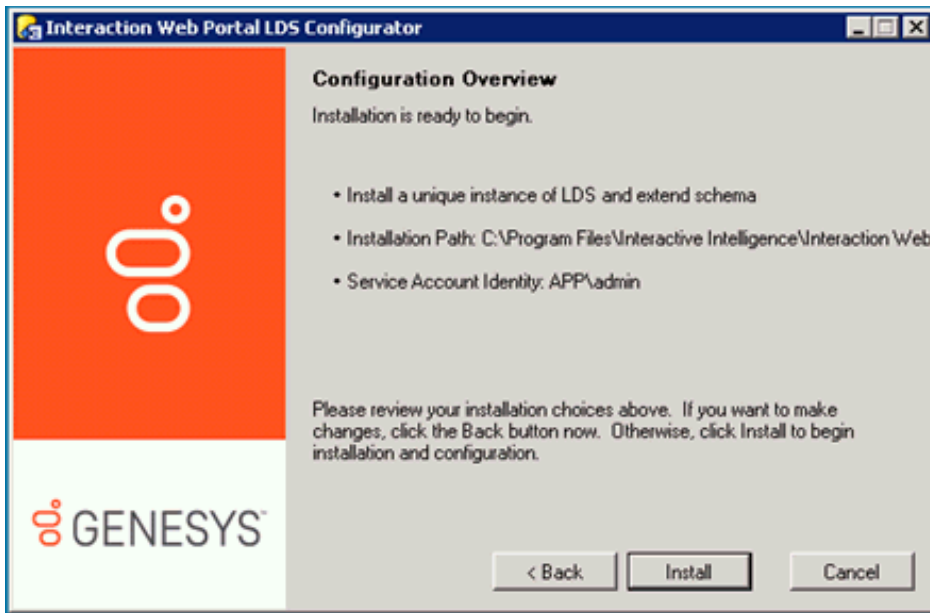 Interaction Web Portal LDS Configurator
Configuration Overview
Installation is ready to begin.
• Install a unique instance of LDS and extend schema
• Installation Path: C:\Program Files\Interactive Intelligence\Interaction Web
• Service Account Identity: APP\admin
Please review your installation choices above. If you want to make
changes, click the Back button now. Otherwise, click Install to begin
installation and configuration.
GENESYS™
< Back
Install
Cancel